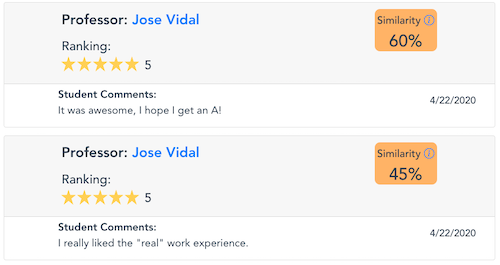 Professor: Jose Vidal
Similarity
60%
Ranking:
5
Student Comments:
It was awesome, I hope I get an A!
4/22/2020
Professor: Jose Vidal
Similarity
45%
Ranking:
5
Student Comments:
I really liked the "real" work experience.
4/22/2020